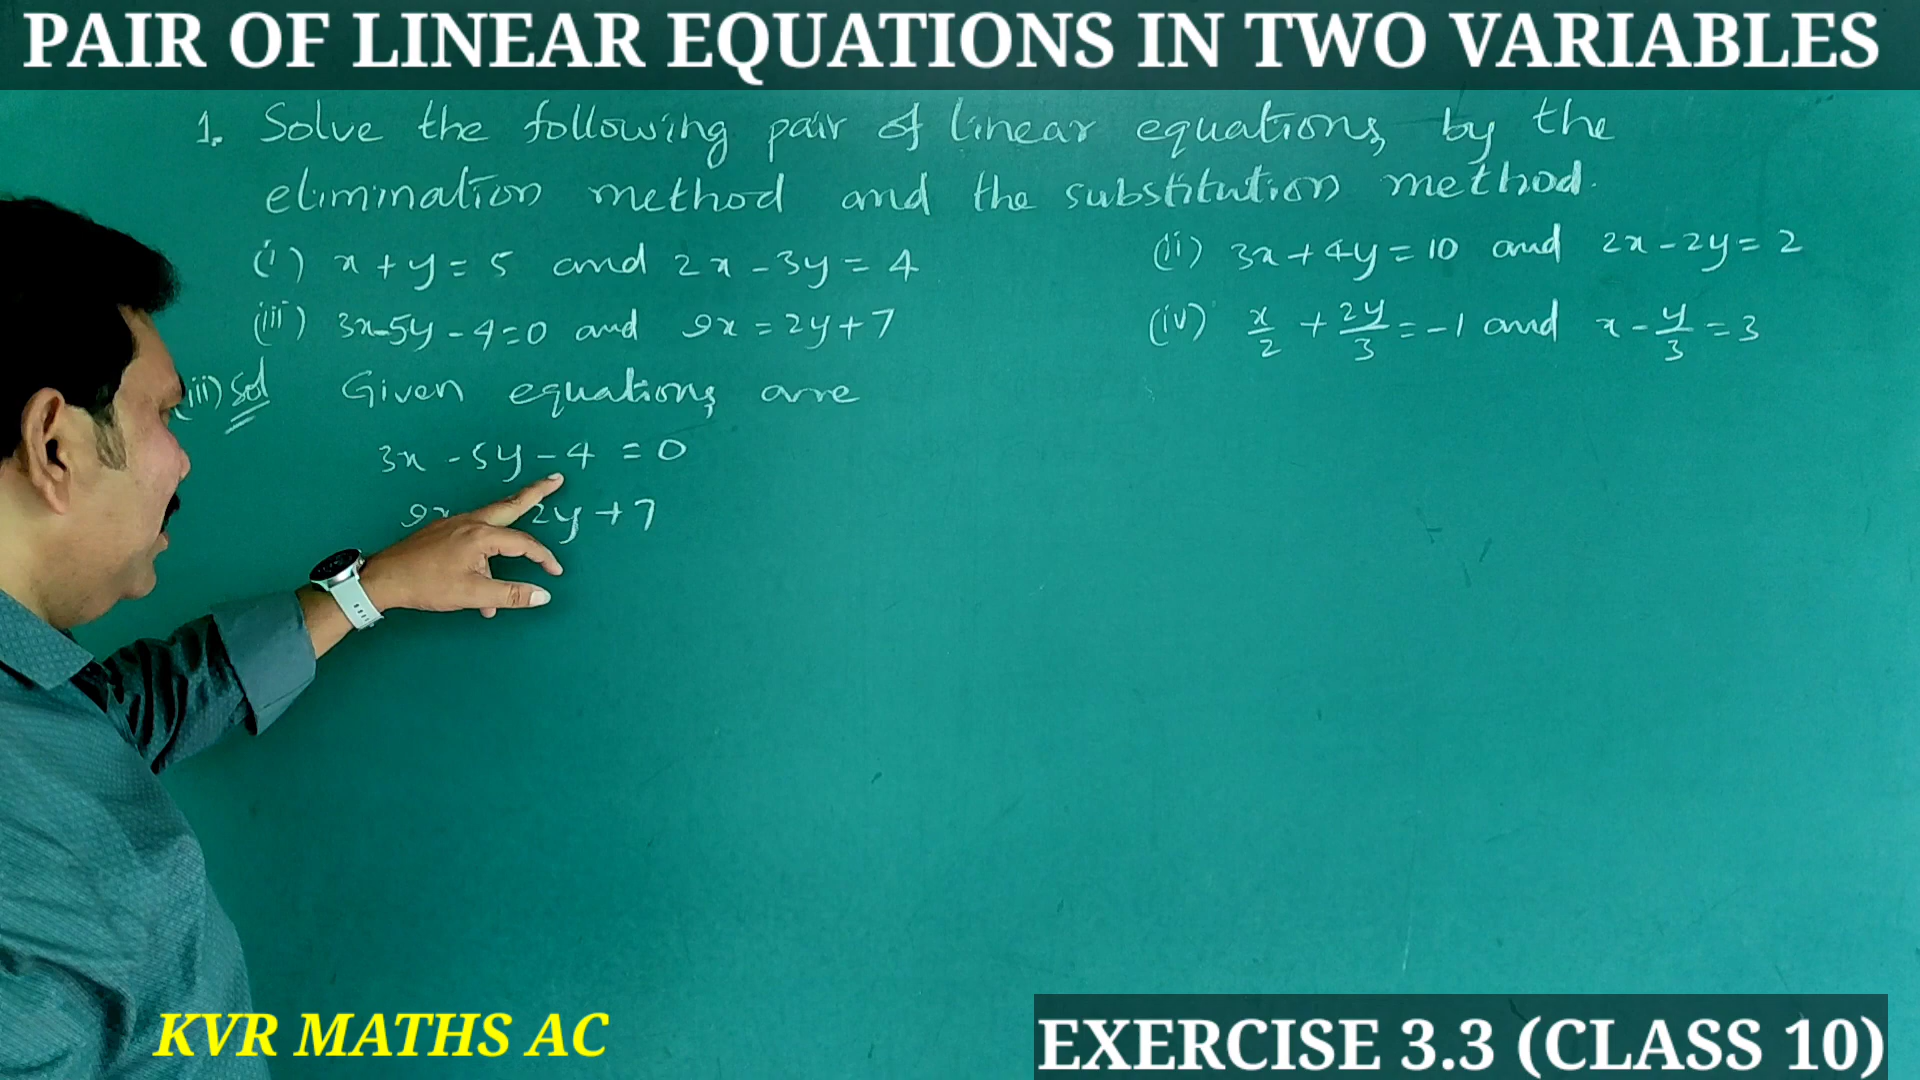 PAIR OF LINEAR EQUATIONS IN TWO VARIABLES
1. Solve the following pair of linear equations by the
elimination method and the substitution method.
(i) x + y = 5 and 2x - 3y = 4
(ii) 3x + 4y = 10 and 2x - 2y = 2
(iii) 3x - 5y - 4 = 0 and 9x = 2y + 7
(iv) x/2 + 2y/3 = -1 and x - y/3 = 3
iii) Sol Given equations are
3x - 5y - 4 = 0
9x 2y + 7
KVR MATHS AC
EXERCISE 3.3 (CLASS 10)